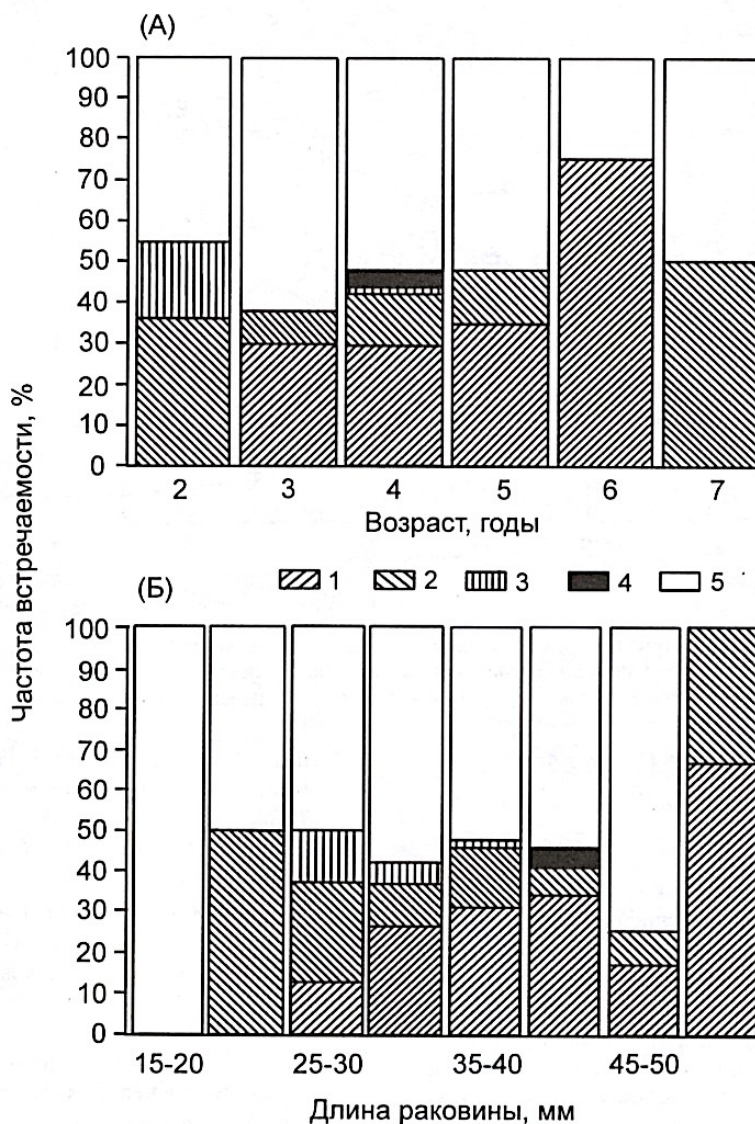 (А)
Частота встречаемости, %
100
90
80
70
60
50
40
30
20
10
0
2 3 4 5 6 7
Возраст, годы
(Б)
1 2 3 4 5
100
90
80
70
60
50
40
30
20
10
0
15-20 25-30 35-40 45-50
Длина раковины, мм